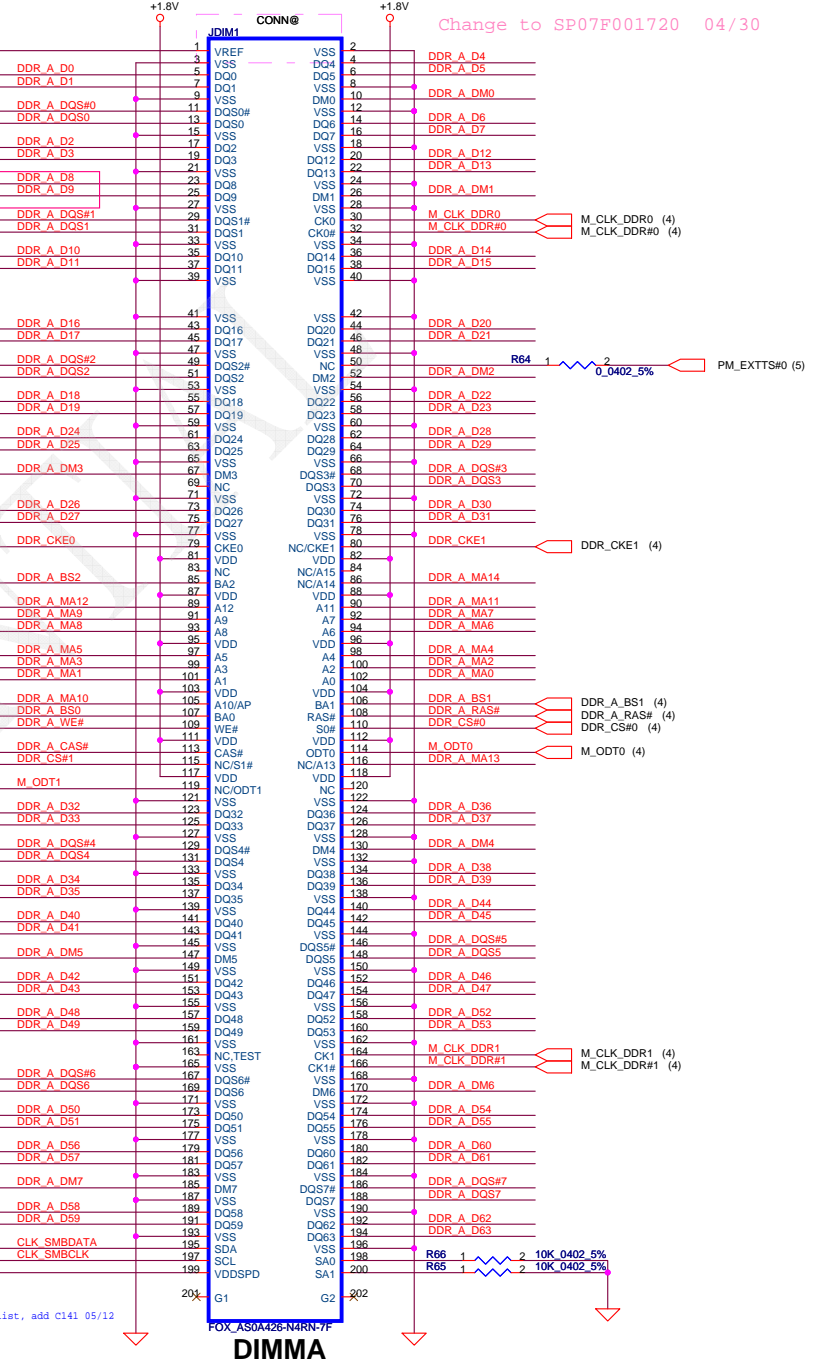 +1.8V +1.8V
CONN@
Change to SP07F001720 04/30
JDIM1
1 VREF VSS 2
3 VSS DQ4 4 DDR_A_D4
DDR_A_D0 5 DQ0 DQ5 6 DDR_A_D5
DDR_A_D1 7 DQ1 VSS 8
9 VSS DM0 10 DDR_A_DM0
DDR_A_DQS#0 11 DQS0# VSS 12
DDR_A_DQS0 13 DQS0 DQ6 14 DDR_A_D6
15 VSS DQ7 16 DDR_A_D7
DDR_A_D2 17 DQ2 VSS 18
DDR_A_D3 19 DQ3 DQ12 20 DDR_A_D12
21 VSS DQ13 22 DDR_A_D13
DDR_A_D8 23 DQ8 VSS 24
DDR_A_D9 25 DQ9 DM1 26 DDR_A_DM1
27 VSS VSS 28
DDR_A_DQS#1 29 DQS1# CK0 30 M_CLK_DDR0 M_CLK_DDR0 (4)
DDR_A_DQS1 31 DQS1 CK0# 32 M_CLK_DDR#0 M_CLK_DDR#0 (4)
33 VSS VSS 34
DDR_A_D10 35 DQ10 DQ14 36 DDR_A_D14
DDR_A_D11 37 DQ11 DQ15 38 DDR_A_D15
39 VSS VSS 40
41 VSS VSS 42
DDR_A_D16 43 DQ16 DQ20 44 DDR_A_D20
DDR_A_D17 45 DQ17 DQ21 46 DDR_A_D21
47 VSS VSS 48
DDR_A_DQS#2 49 DQS2# NC 50 R64 1 2 0_0402_5% PM_EXTTS#0 (5)
DDR_A_DQS2 51 DQS2 DM2 52 DDR_A_DM2
53 VSS VSS 54
DDR_A_D18 55 DQ18 DQ22 56 DDR_A_D22
DDR_A_D19 57 DQ19 DQ23 58 DDR_A_D23
59 VSS VSS 60
DDR_A_D24 61 DQ24 DQ28 62 DDR_A_D28
DDR_A_D25 63 DQ25 DQ29 64 DDR_A_D29
65 VSS VSS 66
DDR_A_DM3 67 DM3 DQS3# 68 DDR_A_DQS#3
69 NC DQS3 70 DDR_A_DQS3
71 VSS VSS 72
DDR_A_D26 73 DQ26 DQ30 74 DDR_A_D30
DDR_A_D27 75 DQ27 DQ31 76 DDR_A_D31
77 VSS VSS 78
DDR_CKE0 79 CKE0 NC/CKE1 80 DDR_CKE1 DDR_CKE1 (4)
81 VDD VDD 82
83 NC NC/A15 84
DDR_A_BS2 85 BA2 NC/A14 86 DDR_A_MA14
87 VDD VDD 88
DDR_A_MA12 89 A12 A11 90 DDR_A_MA11
DDR_A_MA9 91 A9 A7 92 DDR_A_MA7
DDR_A_MA8 93 A8 A6 94 DDR_A_MA6
95 VDD VDD 96
DDR_A_MA5 97 A5 A4 98 DDR_A_MA4
DDR_A_MA3 99 A3 A2 100 DDR_A_MA2
DDR_A_MA1 101 A1 A0 102 DDR_A_MA0
103 VDD VDD 104
DDR_A_MA10 105 A10/AP BA1 106 DDR_A_BS1 DDR_A_BS1 (4)
DDR_A_BS0 107 BA0 RAS# 108 DDR_A_RAS# DDR_A_RAS# (4)
DDR_A_WE# 109 WE# S0# 110 DDR_CS#0 DDR_CS#0 (4)
111 VDD VDD 112
DDR_A_CAS# 113 CAS# ODT0 114 M_ODT0 M_ODT0 (4)
DDR_CS#1 115 NC/S1# NC/A13 116 DDR_A_MA13
117 VDD VDD 118
M_ODT1 119 NC/ODT1 NC 120
121 VSS VSS 122
DDR_A_D32 123 DQ32 DQ36 124 DDR_A_D36
DDR_A_D33 125 DQ33 DQ37 126 DDR_A_D37
127 VSS VSS 128
DDR_A_DQS#4 129 DQS4# DM4 130 DDR_A_DM4
DDR_A_DQS4 131 DQS4 VSS 132
133 VSS DQ38 134 DDR_A_D38
DDR_A_D34 135 DQ34 DQ39 136 DDR_A_D39
DDR_A_D35 137 DQ35 VSS 138
139 VSS DQ44 140 DDR_A_D44
DDR_A_D40 141 DQ40 DQ45 142 DDR_A_D45
DDR_A_D41 143 DQ41 VSS 144
145 VSS DQS5# 146 DDR_A_DQS#5
DDR_A_DM5 147 DM5 DQS5 148 DDR_A_DQS5
149 VSS VSS 150
DDR_A_D42 151 DQ42 DQ46 152 DDR_A_D46
DDR_A_D43 153 DQ43 DQ47 154 DDR_A_D47
155 VSS VSS 156
DDR_A_D48 157 DQ48 DQ52 158 DDR_A_D52
DDR_A_D49 159 DQ49 DQ53 160 DDR_A_D53
161 VSS VSS 162
163 NC,TEST CK1 164 M_CLK_DDR1 M_CLK_DDR1 (4)
165 VSS CK1# 166 M_CLK_DDR#1 M_CLK_DDR#1 (4)
DDR_A_DQS#6 167 DQS6# VSS 168
DDR_A_DQS6 169 DQS6 DM6 170 DDR_A_DM6
171 VSS VSS 172
DDR_A_D50 173 DQ50 DQ54 174 DDR_A_D54
DDR_A_D51 175 DQ51 DQ55 176 DDR_A_D55
177 VSS VSS 178
DDR_A_D56 179 DQ56 DQ60 180 DDR_A_D60
DDR_A_D57 181 DQ57 DQ61 182 DDR_A_D61
183 VSS VSS 184
DDR_A_DM7 185 DM7 DQS7# 186 DDR_A_DQS#7
187 VSS DQS7 188 DDR_A_DQS7
DDR_A_D58 189 DQ58 VSS 190
DDR_A_D59 191 DQ59 DQ62 192 DDR_A_D62
193 VSS DQ63 194 DDR_A_D63
CLK_SMBDATA 195 SDA VSS 196
CLK_SMBCLK 197 SCL SA0 198 R66 1 2 10K_0402_5%
199 VDDSPD SA1 200 R65 1 2 10K_0402_5%
201 G1 G2 202
ist, add C141 05/12
FOX_AS0A426-N4RN-7F
DIMMA